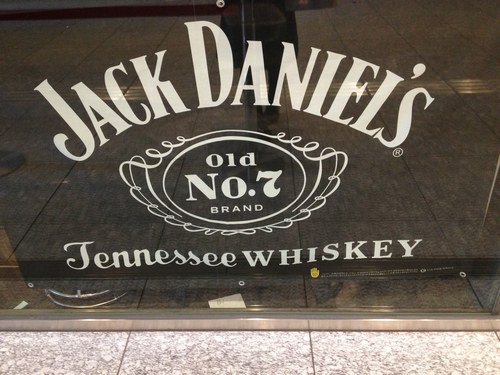 JACK DANIEL'S®
Old
No.7
BRAND
Tennessee WHISKEY